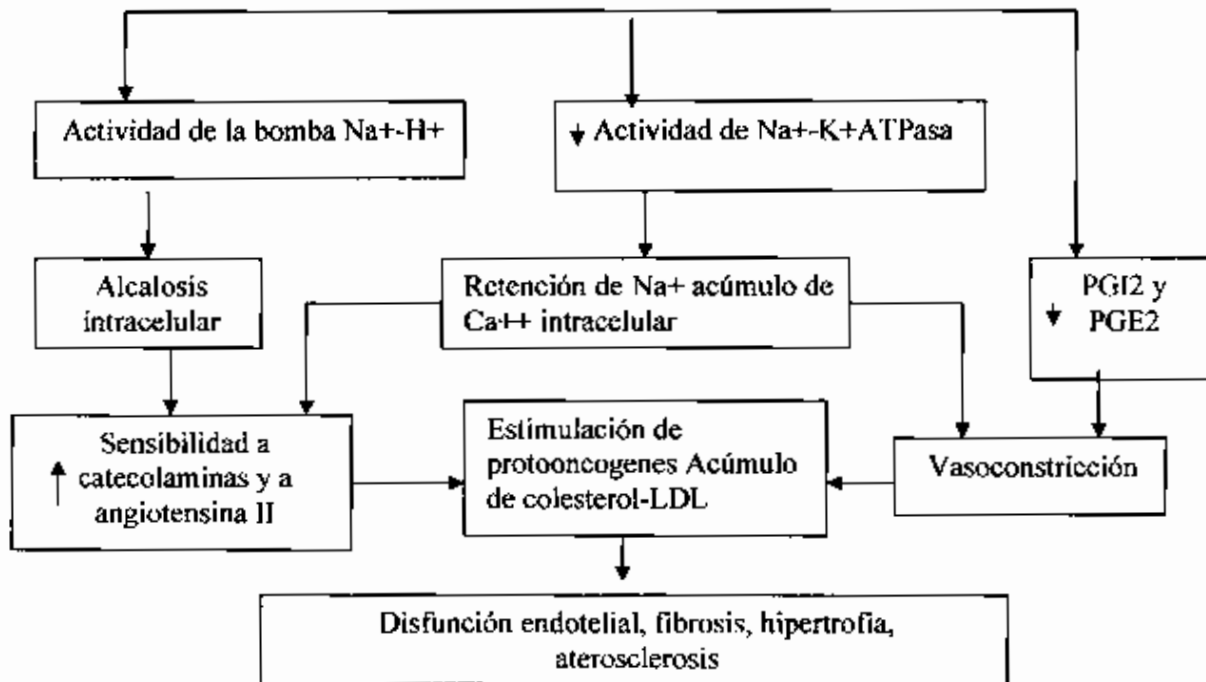 Actividad de la bomba Na+-H+
↓ Actividad de Na+-K+ATPasa
Alcalosis
intracelular
Retención de Na+ acúmulo de
Ca++ intracelular
PGI2 y
↓ PGE2
Sensibilidad a
↑ catecolaminas y a
angiotensina II
Estimulación de
protooncogenes Acúmulo
de colesterol-LDL
Vasoconstricción
Disfunción endotelial, fibrosis, hipertrofia,
aterosclerosis